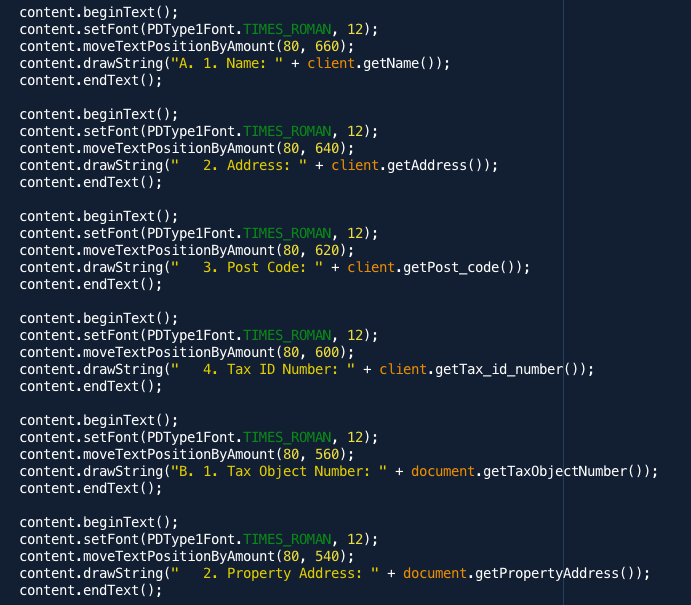 content.beginText();
content.setFont(PDType1Font.TIMES_ROMAN, 12);
content.moveTextPositionByAmount(80, 660);
content.drawString("A. 1. Name: " + client.getName());
content.endText();

content.beginText();
content.setFont(PDType1Font.TIMES_ROMAN, 12);
content.moveTextPositionByAmount(80, 640);
content.drawString("   2. Address: " + client.getAddress());
content.endText();

content.beginText();
content.setFont(PDType1Font.TIMES_ROMAN, 12);
content.moveTextPositionByAmount(80, 620);
content.drawString("   3. Post Code: " + client.getPost_code());
content.endText();

content.beginText();
content.setFont(PDType1Font.TIMES_ROMAN, 12);
content.moveTextPositionByAmount(80, 600);
content.drawString("   4. Tax ID Number: " + client.getTax_id_number());
content.endText();

content.beginText();
content.setFont(PDType1Font.TIMES_ROMAN, 12);
content.moveTextPositionByAmount(80, 560);
content.drawString("B. 1. Tax Object Number: " + document.getTaxObjectNumber());
content.endText();

content.beginText();
content.setFont(PDType1Font.TIMES_ROMAN, 12);
content.moveTextPositionByAmount(80, 540);
content.drawString("   2. Property Address: " + document.getPropertyAddress());
content.endText();